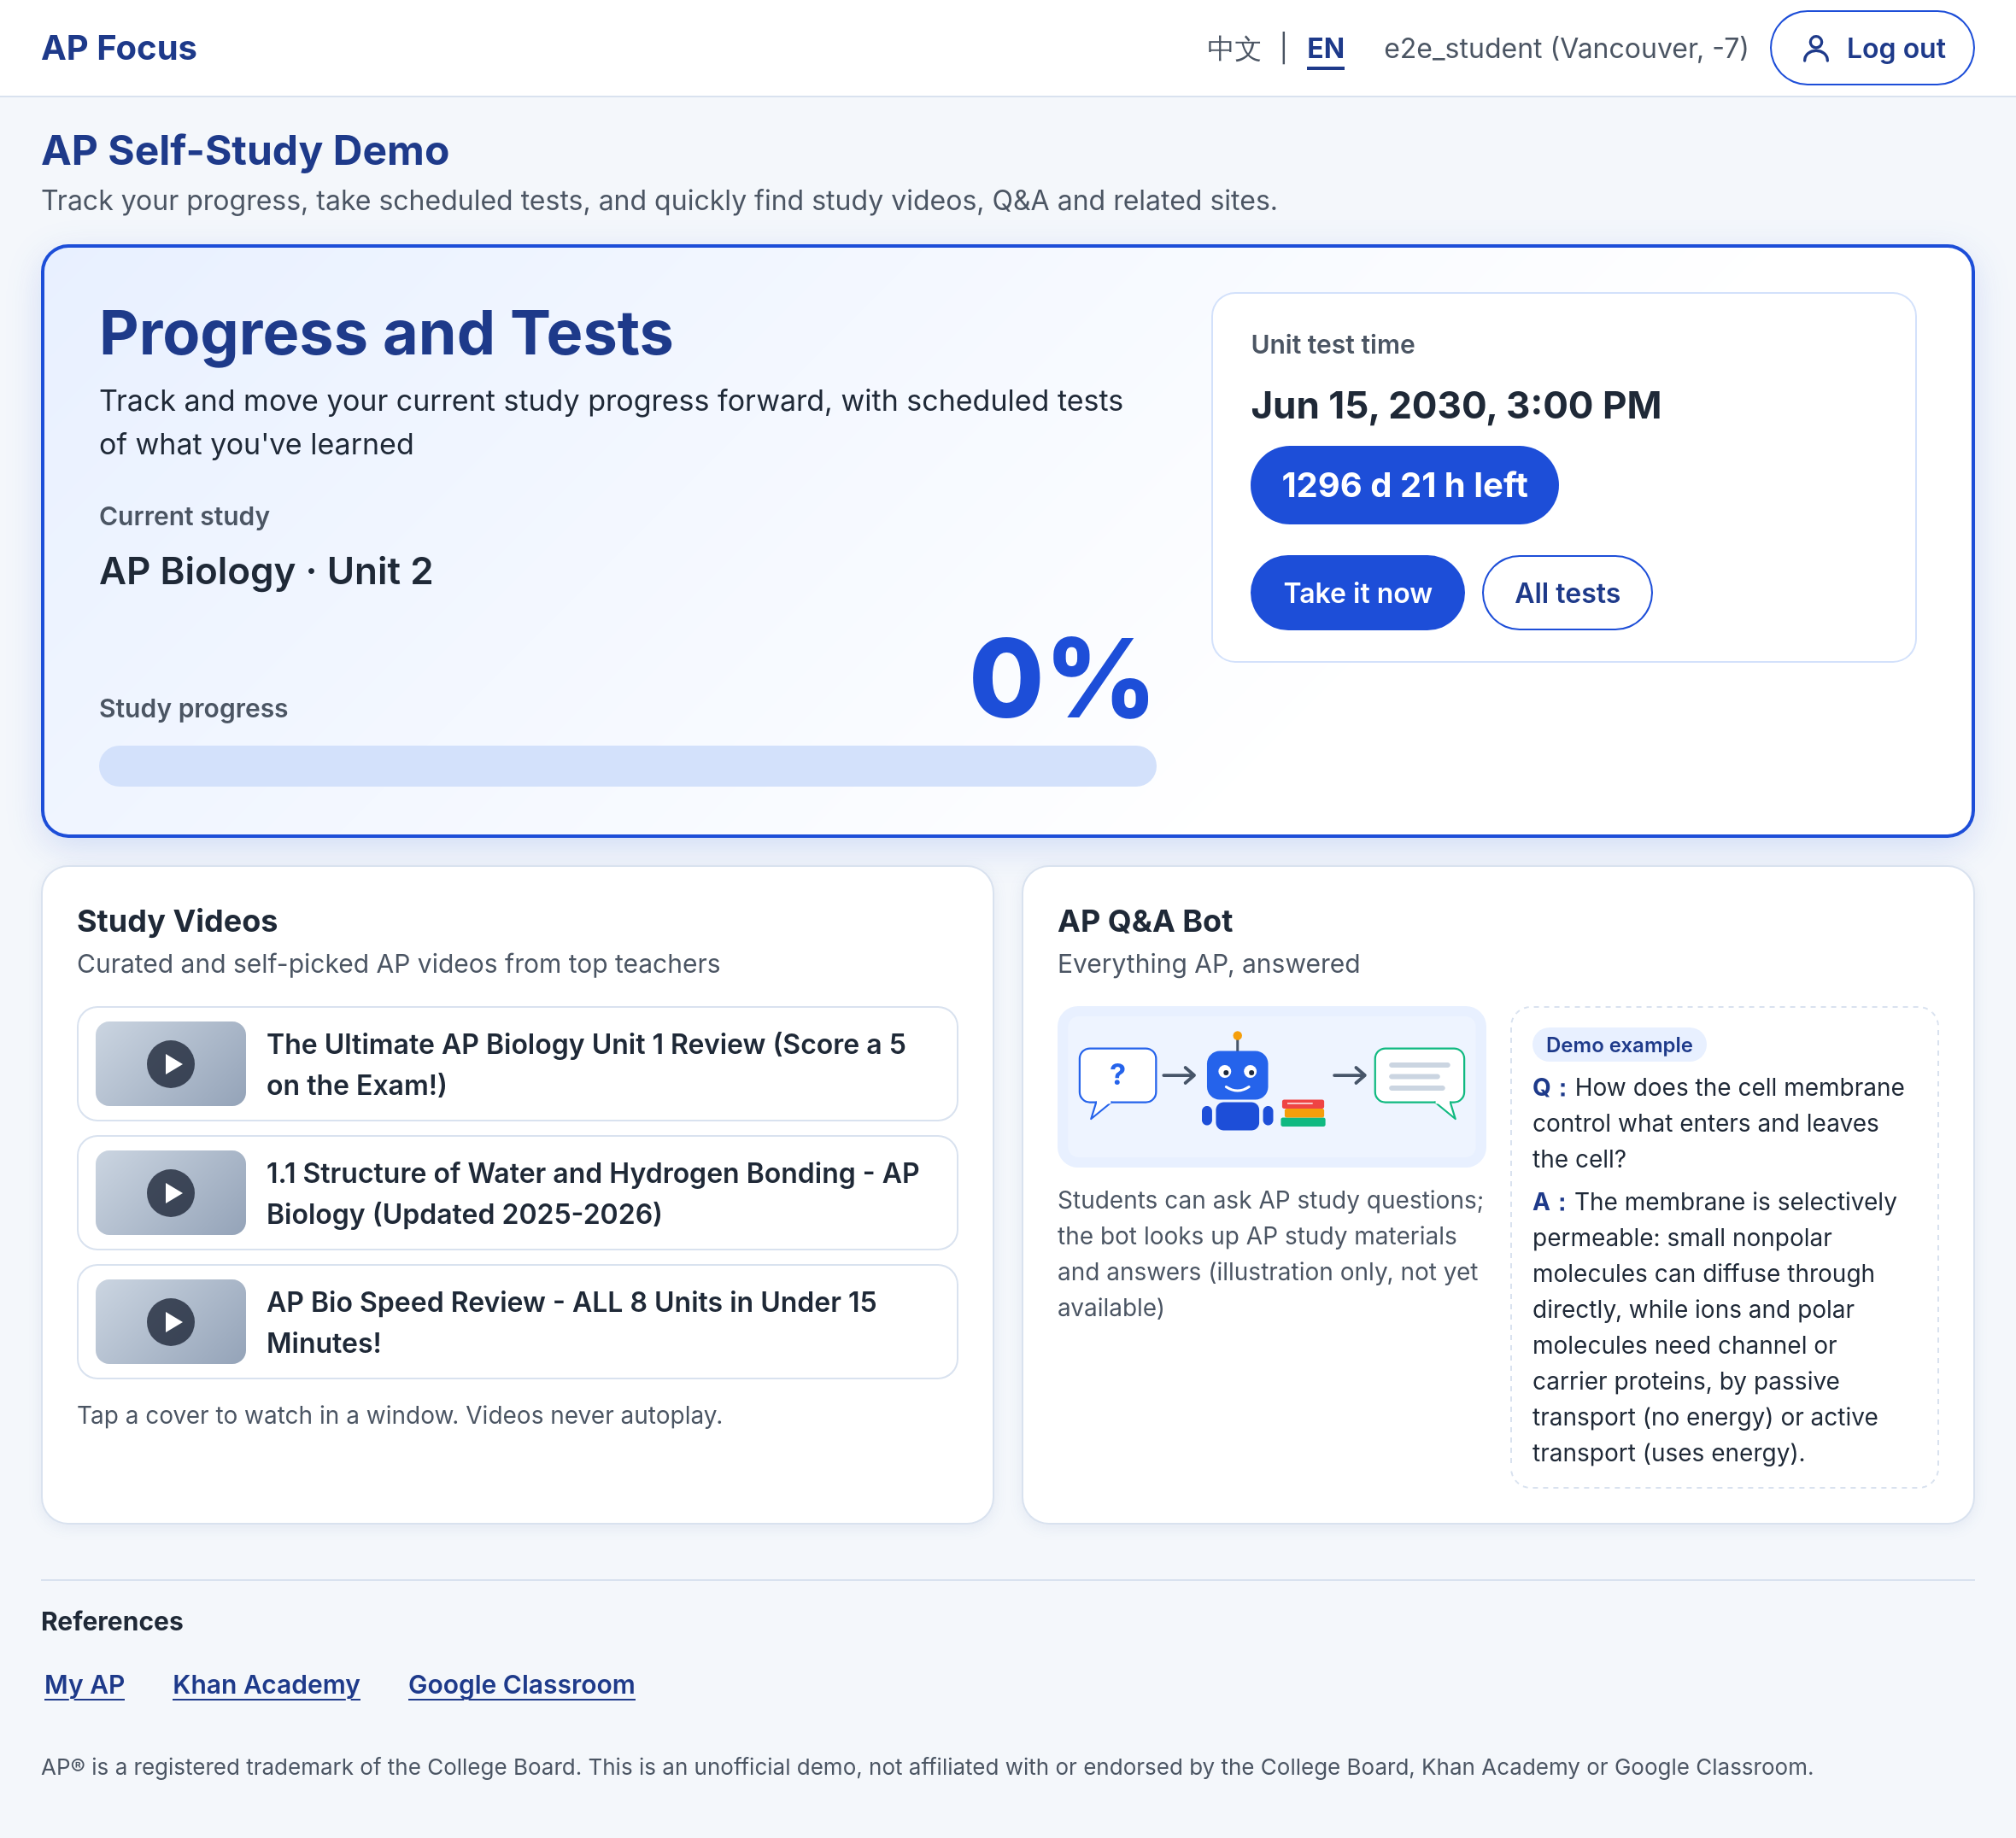 AP Focus
中文 | EN
e2e_student (Vancouver, -7)
Log out
AP Self-Study Demo
Track your progress, take scheduled tests, and quickly find study videos, Q&A and related sites.
Progress and Tests
Track and move your current study progress forward, with scheduled tests
of what you've learned
Current study
AP Biology · Unit 2
Study progress
0%
Unit test time
Jun 15, 2030, 3:00 PM
1296 d 21 h left
Take it now
All tests
Study Videos
Curated and self-picked AP videos from top teachers
The Ultimate AP Biology Unit 1 Review (Score a 5
on the Exam!)
1.1 Structure of Water and Hydrogen Bonding - AP
Biology (Updated 2025-2026)
AP Bio Speed Review - ALL 8 Units in Under 15
Minutes!
Tap a cover to watch in a window. Videos never autoplay.
AP Q&A Bot
Everything AP, answered
?
Students can ask AP study questions;
the bot looks up AP study materials
and answers (illustration only, not yet
available)
Demo example
Q : How does the cell membrane
control what enters and leaves
the cell?
A : The membrane is selectively
permeable: small nonpolar
molecules can diffuse through
directly, while ions and polar
molecules need channel or
carrier proteins, by passive
transport (no energy) or active
transport (uses energy).
References
My AP
Khan Academy
Google Classroom
AP® is a registered trademark of the College Board. This is an unofficial demo, not affiliated with or endorsed by the College Board, Khan Academy or Google Classroom.